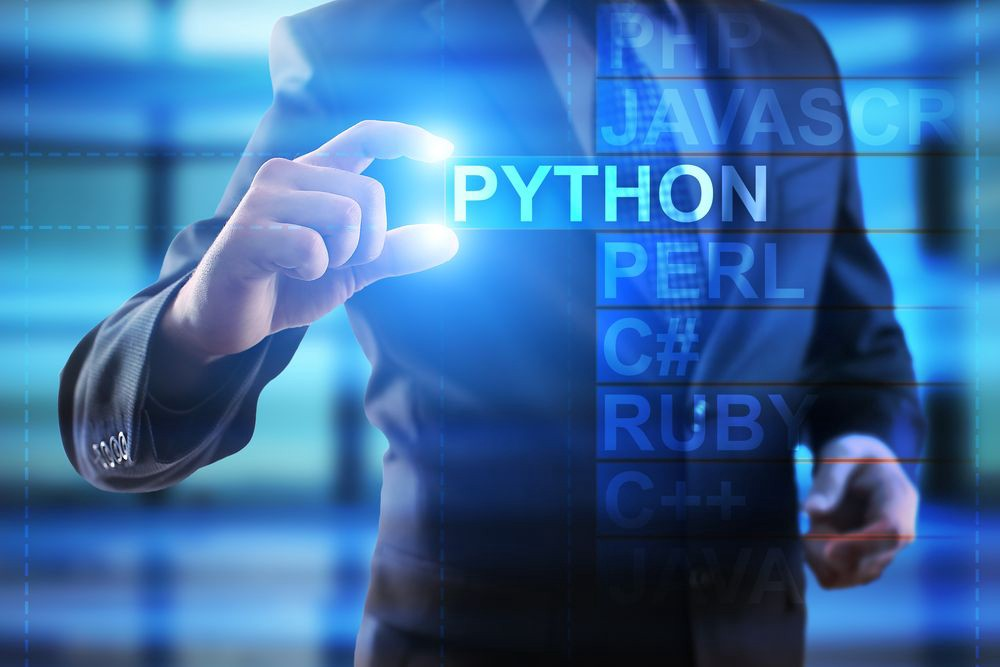 PHP
JAVASCR
PYTHON
PERL
C#
RUBY
C++
JAVA